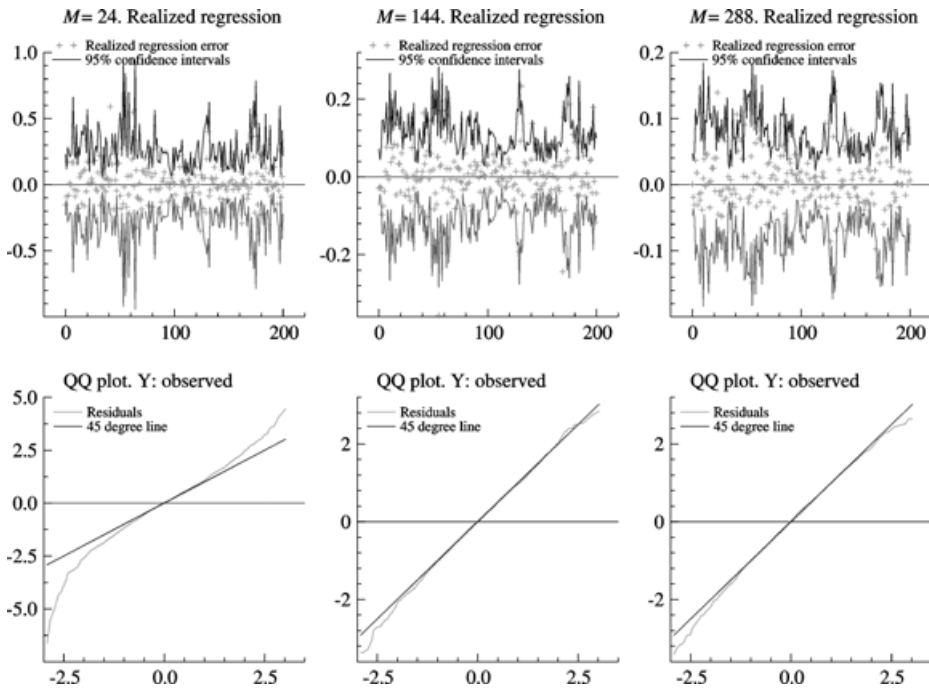 M= 24. Realized regression
M= 144. Realized regression
M= 288. Realized regression
Realized regression error
95% confidence intervals
1.0
0.5
0.0
-0.5
0
100
200
Realized regression error
95% confidence intervals
0.2
0.0
-0.2
0
100
200
0.2
Realized regression error
95% confidence intervals
0.1
0.0
-0.1
0
100
200
QQ plot. Y: observed
QQ plot. Y: observed
QQ plot. Y: observed
5.0
Residuals
45 degree line
2.5
0.0
-2.5
-5.0
-2.5
0.0
2.5
Residuals
45 degree line
2
0
-2
-2.5
0.0
2.5
Residuals
45 degree line
2
0
-2
-2.5
0.0
2.5